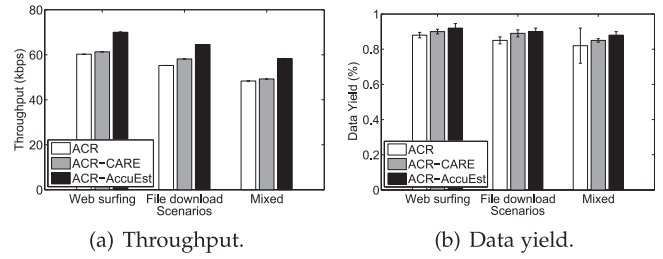 80
60
40
20
0
Throughput (kbps)
ACR
ACR-CARE
ACR-AccuEst
Web surfing File download Mixed
Scenarios
(a) Throughput.
1
0.8
0.6
0.4
0.2
0
Data Yield (%)
ACR
ACR-CARE
ACR-AccuEst
Web surfing File download Mixed
Scenarios
(b) Data yield.